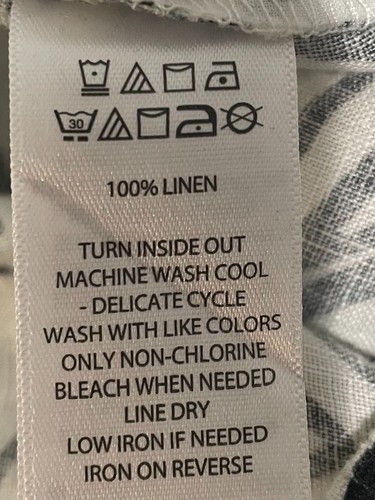 30
100% LINEN
TURN INSIDE OUT
MACHINE WASH COOL
- DELICATE CYCLE
WASH WITH LIKE COLORS
ONLY NON-CHLORINE
BLEACH WHEN NEEDED
LINE DRY
LOW IRON IF NEEDED
IRON ON REVERSE